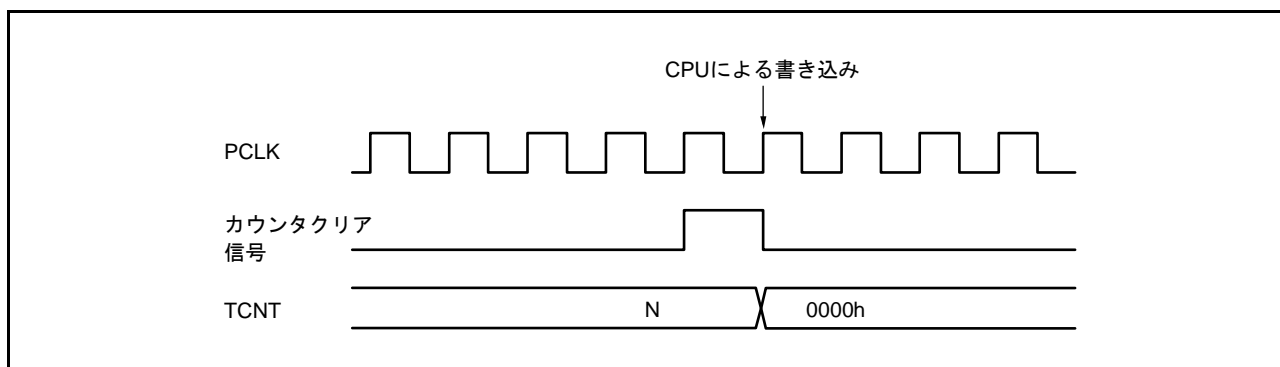 CPUによる書き込み
PCLK
カウンタクリア
信号
TCNT
N
0000h